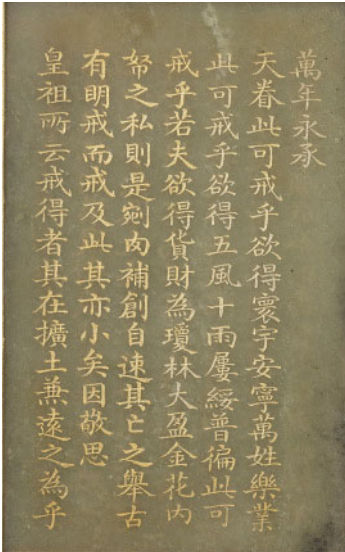 萬年永承
天眷此可戒乎欲得寰宇安寧萬姓樂業
此可戒乎欲得五風十雨屢綏普徧此可
戒乎若夫欲得貨財為瓊林大盈金花內
帑之私則是剜肉補創自速其亡之舉古
有明戒而戒及此其亦小矣因敬思
皇祖所云戒得者其在擴土兼遠之為乎